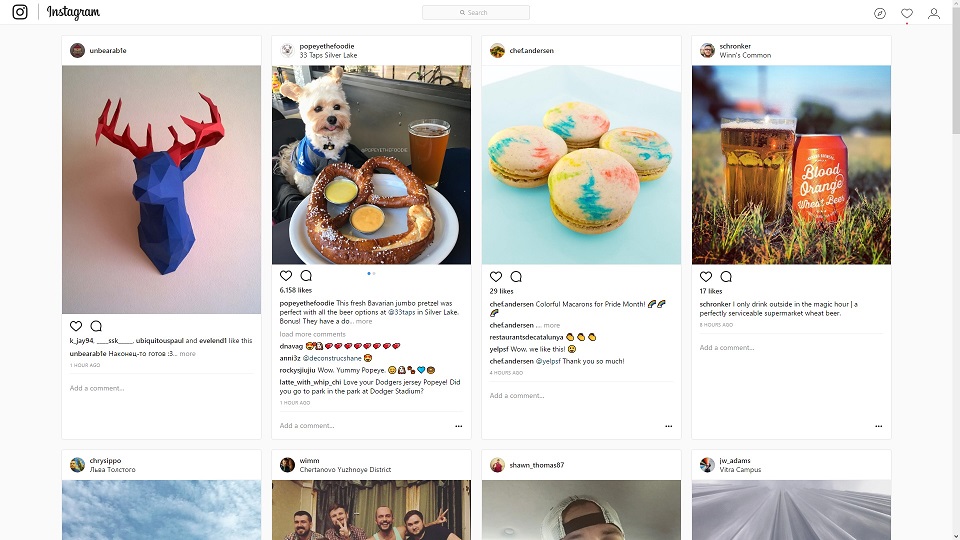 Instagram
Search
unbearab1e
k_jay94, ____ssk____, ubiquitouspaul and evelend1 like this
unbearab1e Наконец-то готов :3... more
1 HOUR AGO
Add a comment...
popeyethefoodie
33 Taps Silver Lake
@POPEYETHEFOODIE
6,158 likes
popeyethefoodie This fresh Bavarian jumbo pretzel was
perfect with all the beer options at @33taps in Silver Lake.
Bonus! They have a do... more
load more comments
dnavag 😍🐶❤❤❤❤❤❤❤❤
anni3z @deconstrucshane 😍
rockysjiujiu Wow. Yummy Popeye.
latte_with_whip_chi Love your Dodgers jersey Popeye! Did
you go to park in the park at Dodger Stadium?
1 HOUR AGO
Add a comment...
chef.andersen
29 likes
chef.andersen Colorful Macarons for Pride Month! 🌈🌈
🌈
chef.andersen ... more
restaurantsdecatalunya 👏👏👏
yelpsf Wow, we like this! 😃
chef.andersen @yelpsf Thank you so much!
4 HOURS AGO
Add a comment...
schronker
Winn's Common
Blood
Orange
Wheat Beer
17 likes
schronker I only drink outside in the magic hour | a
perfectly serviceable supermarket wheat beer.
8 HOURS AGO
Add a comment...
chrysippo
Льва Толстого
wimm
Chertanovo Yuzhnoye District
shawn_thomas87
jw_adams
Vitra Campus